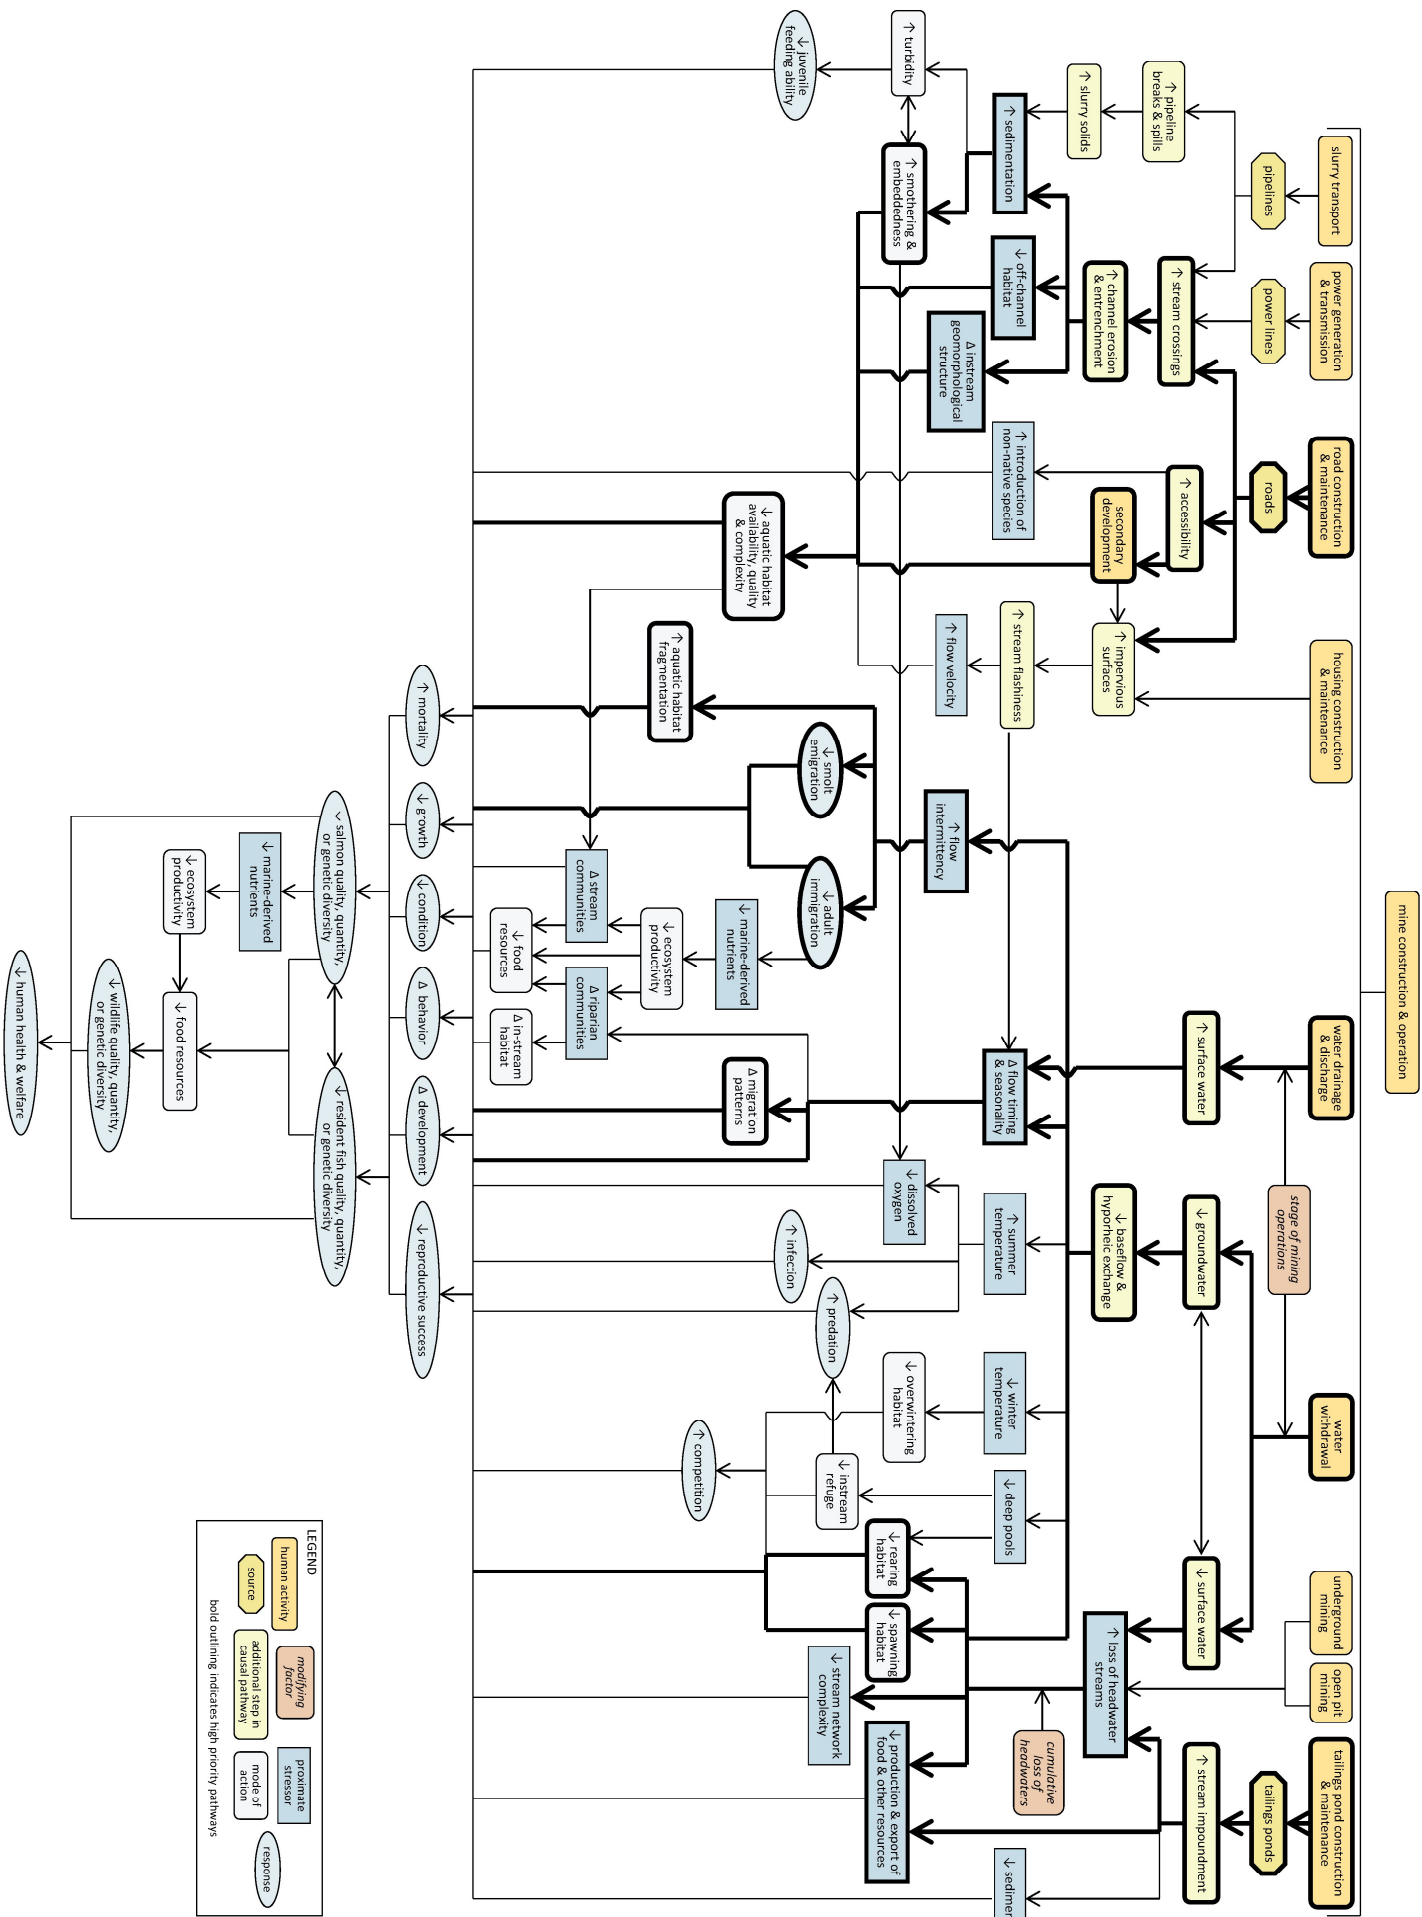 mine construction & operation
slurry transport
power generation
& transmission
road construction
& maintenance
housing construction
& maintenance
water drainage
& discharge
water
withdrawal
underground
mining
open pit
mining
tailings pond construction
& maintenance
pipelines
power lines
roads
stage of mining
operations
tailings ponds
↑ pipeline
breaks & spills
↑ stream crossings
↑ accessibility
↑ surface water
↓ groundwater
↓ surface water
↑ stream impoundment
↑ slurry solids
↑ channel erosion
& entrenchment
secondary
development
↑ impervious
surfaces
↓ baseflow &
hyporheic exchange
↑ loss of headwater
streams
↑ sedimentation
↓ off-channel
habitat
Δ instream
geomorphological
structure
↑ introduction of
non-native species
↑ stream flashiness
↑ flow velocity
↑ flow
intermittency
Δ flow timing
& seasonality
↑ summer
temperature
↓ winter
temperature
↓ deep pools
cumulative
loss of
headwaters
↓ sedimen
↑ turbidity
↑ smothering &
embeddedness
↓ dissolved
oxygen
↓ overwintering
habitat
↓ rearing
habitat
↓ spawning
habitat
↓ production & export of
food & other resources
↓ juvenile
feeding ability
↓ smolt
emigration
↓ adult
immigration
↑ infection
↑ predation
↓ instream
refuge
↓ stream network
complexity
↓ aquatic habitat
availability, quality
& complexity
↑ aquatic habitat
fragmentation
↓ marine-derived
nutrients
Δ migration
patterns
↑ competition
↓ ecosystem
productivity
Δ stream
communities
Δ riparian
communities
↓ food
resources
Δ in-stream
habitat
↑ mortality
↓ growth
↓ condition
Δ behavior
Δ development
↓ reproductive success
↓ salmon quality, quantity,
or genetic diversity
↓ resident fish quality, quantity,
or genetic diversity
↓ marine-derived
nutrients
↓ ecosystem
productivity
↓ food resources
↓ wildlife quality, quantity,
or genetic diversity
↓ human health & welfare
LEGEND
human activity
modifying
factor
proximate
stressor
source
additional step in
causal pathway
mode of
action
response
bold outlining indicates high priority pathways